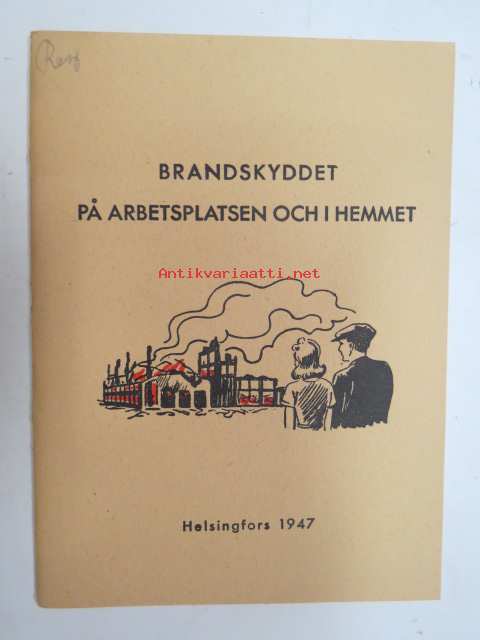 BRANDSKYDDET
PÅ ARBETSPLATSEN OCH I HEMMET
Antikvariaatti.net
Helsingfors 1947